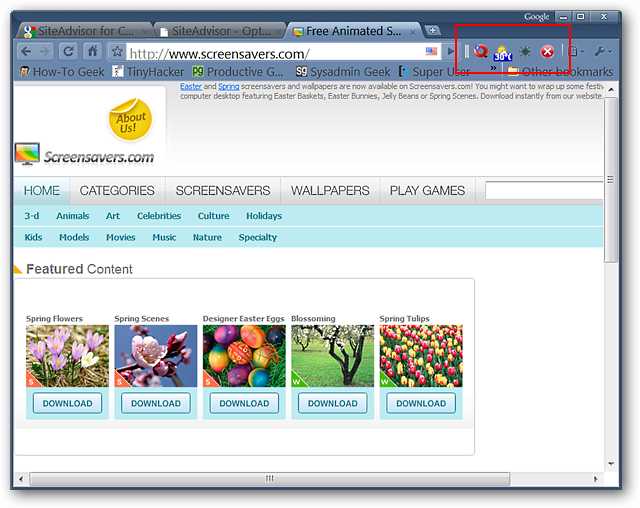 Google
SiteAdvisor for C...
SiteAdvisor - Opt...
Free Animated S...
http://www.screensavers.com/
36°C
How-To Geek
TinyHacker
Productive G...
Sysadmin Geek
Super User
»
Other bookmarks
Easter and Spring screensavers and wallpapers are now available on Screensavers.com! You might want to wrap up some festiv
computer desktop featuring Easter Baskets, Easter Bunnies, Jelly Beans or Spring Scenes. Download instantly from our website.
About Us!
Screensavers.com
HOME CATEGORIES SCREENSAVERS WALLPAPERS PLAY GAMES
3-d Animals Art Celebrities Culture Holidays
Kids Models Movies Music Nature Specialty
Featured Content
Spring Flowers Spring Scenes Designer Easter Eggs Blossoming Spring Tulips
S S S W W
DOWNLOAD DOWNLOAD DOWNLOAD DOWNLOAD DOWNLOAD